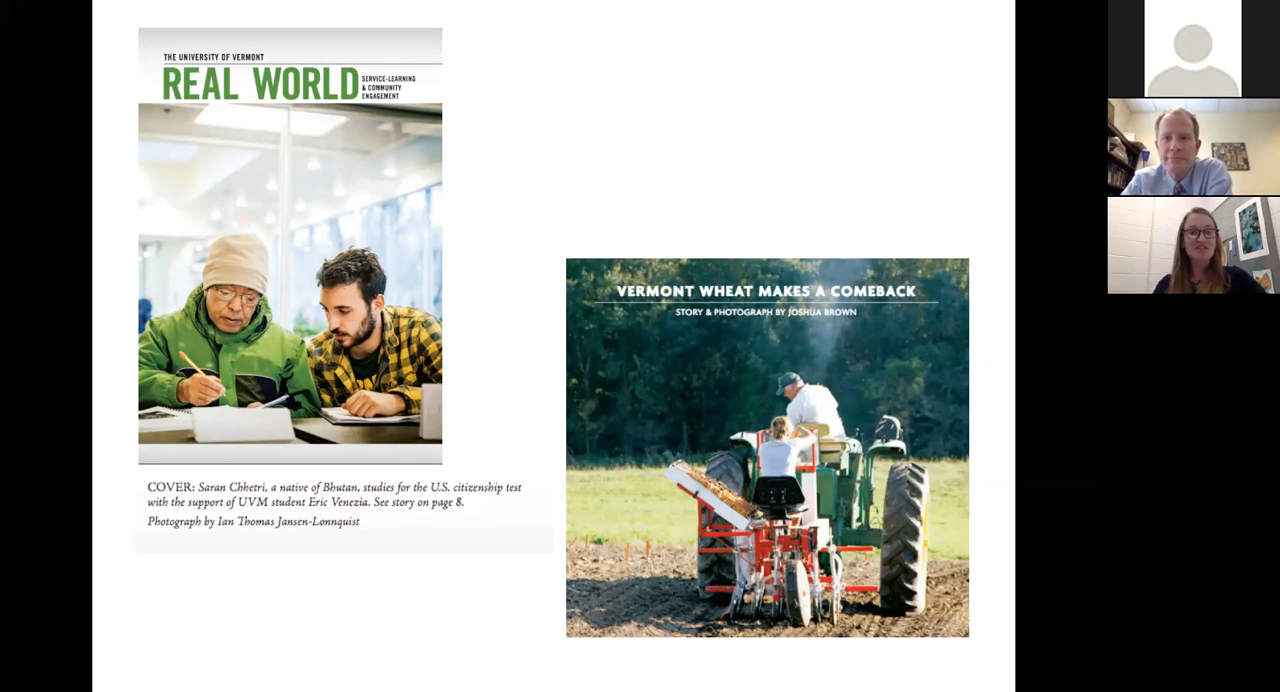 THE UNIVERSITY OF VERMONT
REAL WORLD
SERVICE-LEARNING
& COMMUNITY
ENGAGEMENT
COVER: Saran Chhetri, a native of Bhutan, studies for the U.S. citizenship test
with the support of UVM student Eric Venezia. See story on page 8.
Photograph by Ian Thomas Jansen-Lonnquist
VERMONT WHEAT MAKES A COMEBACK
STORY & PHOTOGRAPH BY JOSHUA BROWN